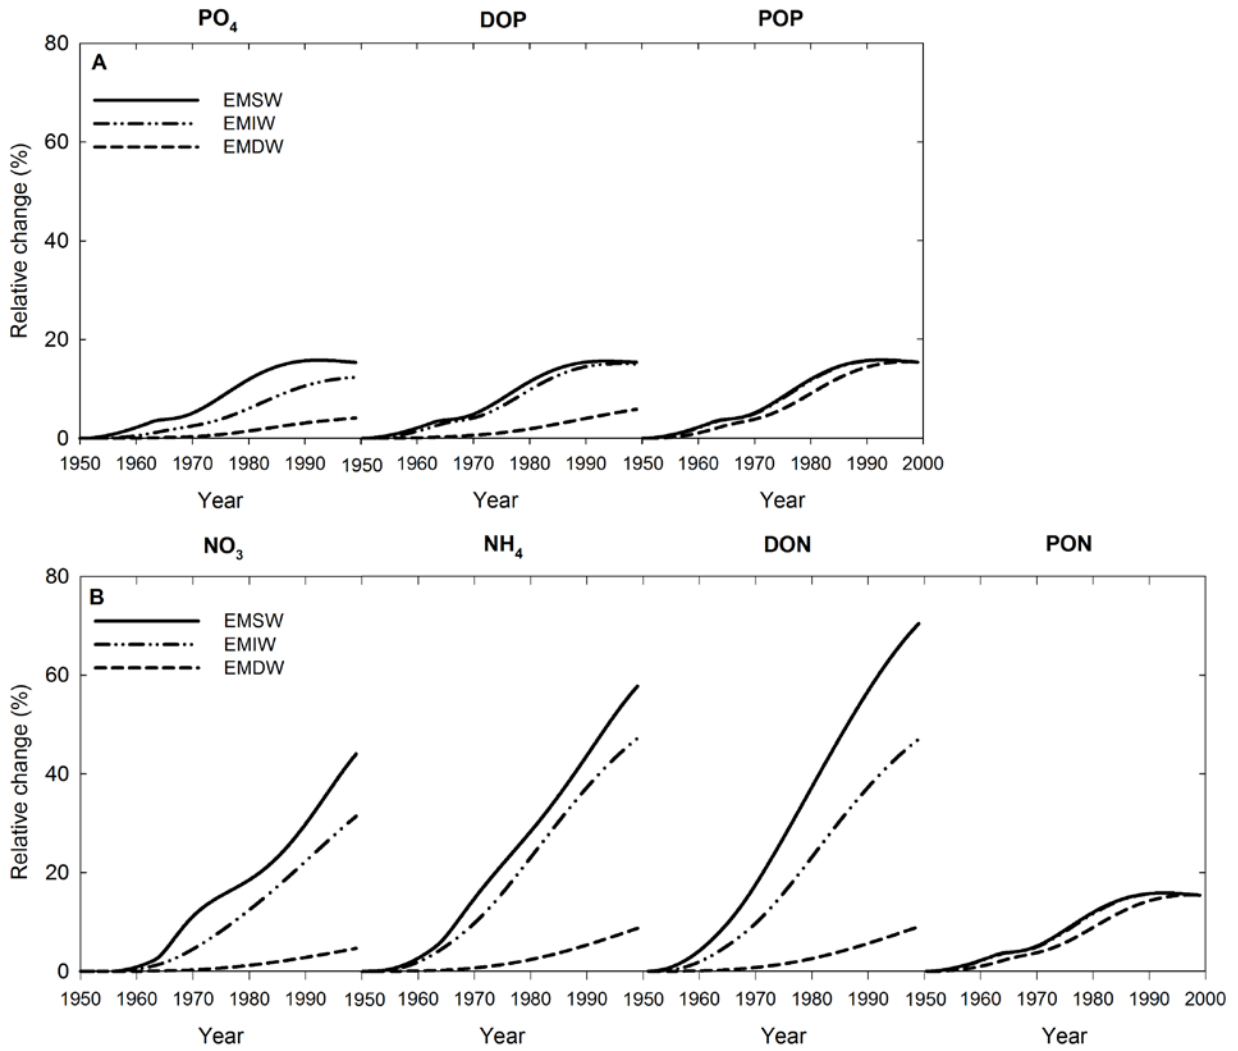 PO4 DOP POP
80
A
EMSW
EMIW
EMDW
60
40
20
0
Relative change (%)
1950 1960 1970 1980 1990 1950 1960 1970 1980 1990 1950 1960 1970 1980 1990 2000
Year Year Year
NO3 NH4 DON PON
80
B
EMSW
EMIW
EMDW
60
40
20
0
Relative change (%)
1950 1960 1970 1980 1990 1950 1960 1970 1980 1990 1950 1960 1970 1980 1990 1950 1960 1970 1980 1990 2000
Year Year Year Year